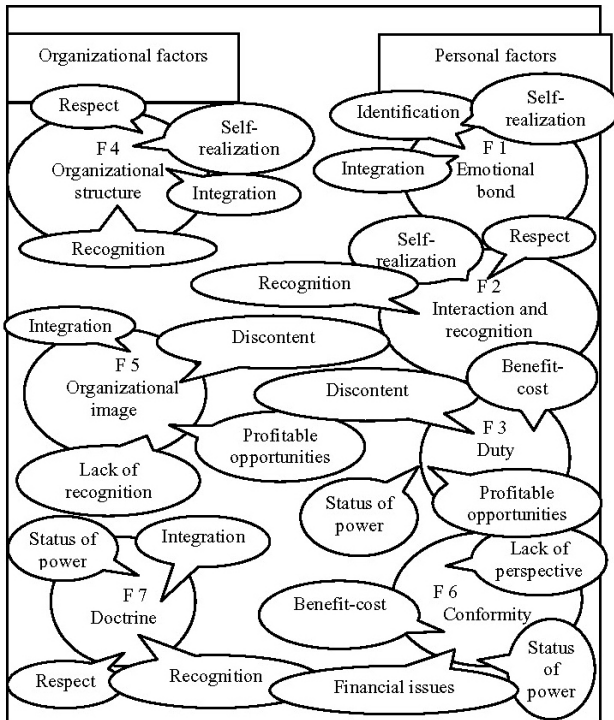 Organizational factors
Personal factors
Respect
Self-
realization
F 4
Organizational
structure
Integration
Recognition
Identification
Self-
realization
F 1
Emotional
bond
Integration
Self-
realization
Respect
Recognition
F 2
Interaction and
recognition
Integration
Discontent
F 5
Organizational
image
Profitable
opportunities
Lack of
recognition
Benefit-
cost
Discontent
F 3
Duty
Status of
power
Profitable
opportunities
Status of
power
Integration
F 7
Doctrine
Respect
Recognition
Lack of
perspective
F 6
Conformity
Benefit-cost
Financial issues
Status
of
power